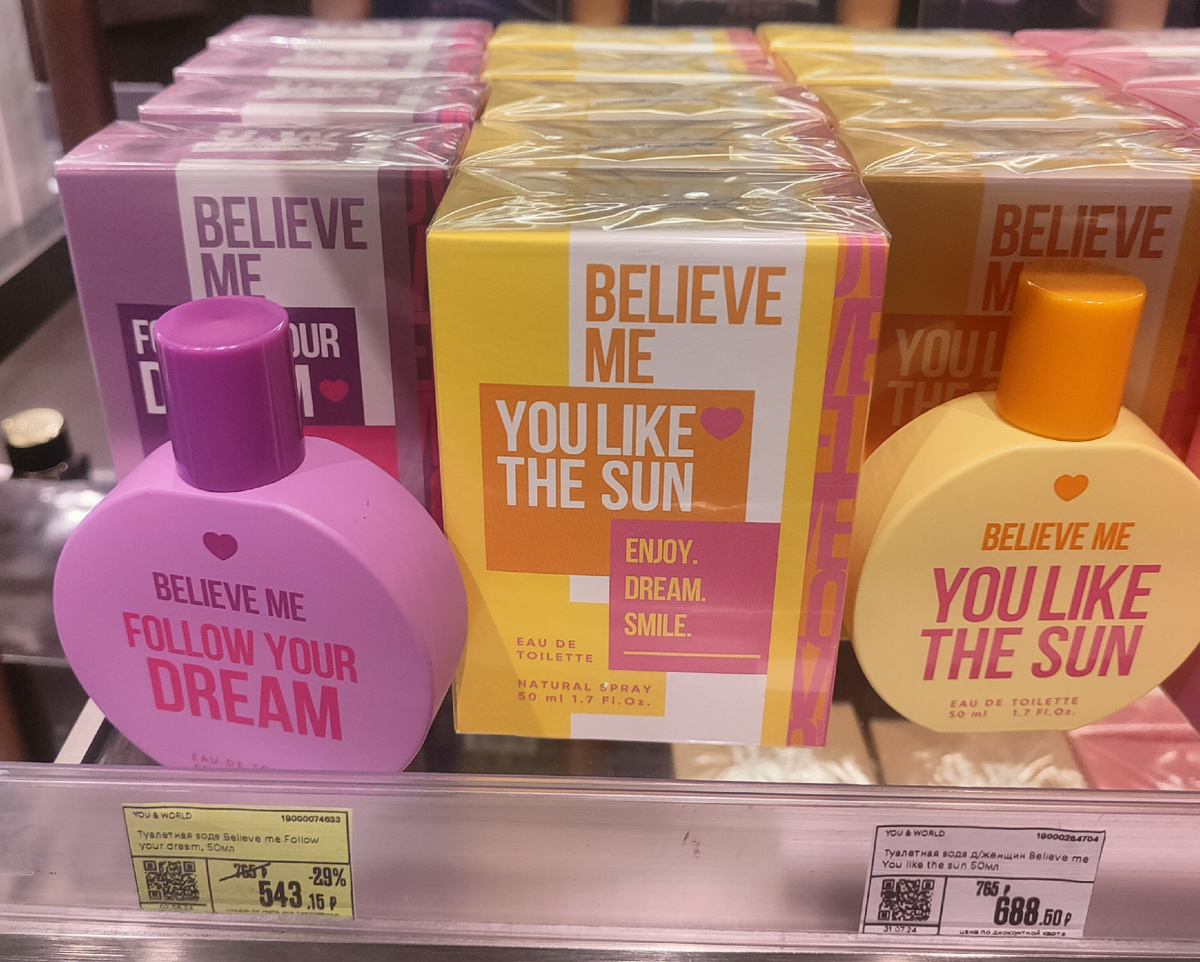 BELIEVE
ME
BELIEVE
ME
YOU LIKE
THE SUN
ENJOY.
DREAM.
SMILE.
EAU DE
TOILETTE
NATURAL SPRAY
50 ml 1.7 Fl.Oz.
BELIEVE
YOU
THE
BELIEVE ME
FOLLOW YOUR
DREAM
EAU DE
BELIEVE ME
YOU LIKE
THE SUN
EAU DE TOILETTE
50 ml 1.7 Fl.Oz.
YOU & WORLD 19000074633
Туалетная вода Believe me Follow
your dream, 50мл
765 ₽ -29%
543.15 ₽
YOU & WORLD 19000284704
Туалетная вода д/женщин Believe me
You like the sun 50мл
765 ₽
688.50 ₽
31.07.24 цена по дисконтной карте